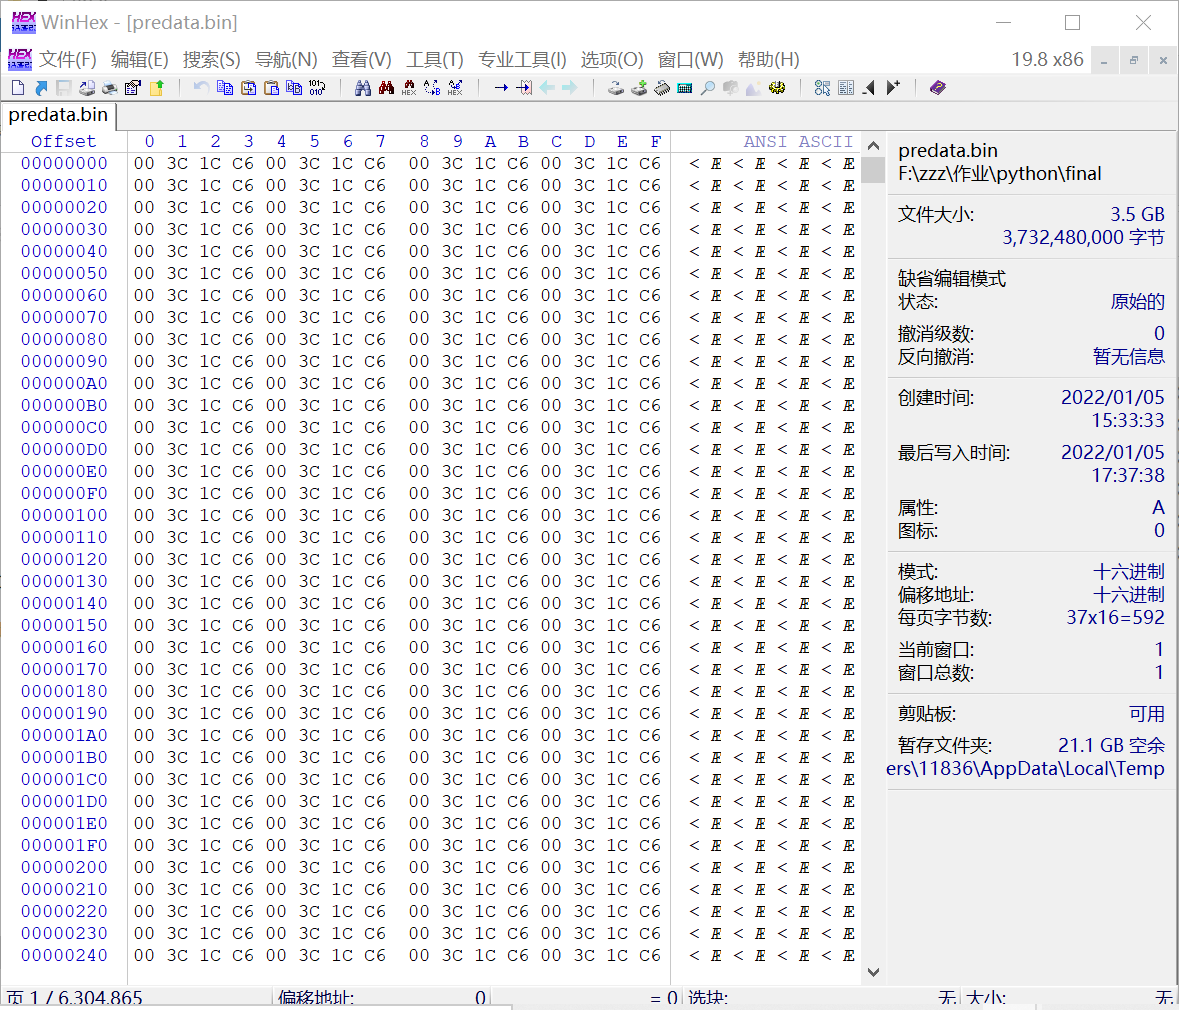 WinHex - [predata.bin]
文件(F) 编辑(E) 搜索(S) 导航(N) 查看(V) 工具(T) 专业工具(I) 选项(O) 窗口(W) 帮助(H) 19.8 x86
predata.bin
Offset 0 1 2 3 4 5 6 7 8 9 A B C D E F ANSI ASCII
00000000 00 3C 1C C6 00 3C 1C C6 00 3C 1C C6 00 3C 1C C6 < Æ < Æ < Æ < Æ
00000010 00 3C 1C C6 00 3C 1C C6 00 3C 1C C6 00 3C 1C C6 < Æ < Æ < Æ < Æ
00000020 00 3C 1C C6 00 3C 1C C6 00 3C 1C C6 00 3C 1C C6 < Æ < Æ < Æ < Æ
00000030 00 3C 1C C6 00 3C 1C C6 00 3C 1C C6 00 3C 1C C6 < Æ < Æ < Æ < Æ
00000040 00 3C 1C C6 00 3C 1C C6 00 3C 1C C6 00 3C 1C C6 < Æ < Æ < Æ < Æ
00000050 00 3C 1C C6 00 3C 1C C6 00 3C 1C C6 00 3C 1C C6 < Æ < Æ < Æ < Æ
00000060 00 3C 1C C6 00 3C 1C C6 00 3C 1C C6 00 3C 1C C6 < Æ < Æ < Æ < Æ
00000070 00 3C 1C C6 00 3C 1C C6 00 3C 1C C6 00 3C 1C C6 < Æ < Æ < Æ < Æ
00000080 00 3C 1C C6 00 3C 1C C6 00 3C 1C C6 00 3C 1C C6 < Æ < Æ < Æ < Æ
00000090 00 3C 1C C6 00 3C 1C C6 00 3C 1C C6 00 3C 1C C6 < Æ < Æ < Æ < Æ
000000A0 00 3C 1C C6 00 3C 1C C6 00 3C 1C C6 00 3C 1C C6 < Æ < Æ < Æ < Æ
000000B0 00 3C 1C C6 00 3C 1C C6 00 3C 1C C6 00 3C 1C C6 < Æ < Æ < Æ < Æ
000000C0 00 3C 1C C6 00 3C 1C C6 00 3C 1C C6 00 3C 1C C6 < Æ < Æ < Æ < Æ
000000D0 00 3C 1C C6 00 3C 1C C6 00 3C 1C C6 00 3C 1C C6 < Æ < Æ < Æ < Æ
000000E0 00 3C 1C C6 00 3C 1C C6 00 3C 1C C6 00 3C 1C C6 < Æ < Æ < Æ < Æ
000000F0 00 3C 1C C6 00 3C 1C C6 00 3C 1C C6 00 3C 1C C6 < Æ < Æ < Æ < Æ
00000100 00 3C 1C C6 00 3C 1C C6 00 3C 1C C6 00 3C 1C C6 < Æ < Æ < Æ < Æ
00000110 00 3C 1C C6 00 3C 1C C6 00 3C 1C C6 00 3C 1C C6 < Æ < Æ < Æ < Æ
00000120 00 3C 1C C6 00 3C 1C C6 00 3C 1C C6 00 3C 1C C6 < Æ < Æ < Æ < Æ
00000130 00 3C 1C C6 00 3C 1C C6 00 3C 1C C6 00 3C 1C C6 < Æ < Æ < Æ < Æ
00000140 00 3C 1C C6 00 3C 1C C6 00 3C 1C C6 00 3C 1C C6 < Æ < Æ < Æ < Æ
00000150 00 3C 1C C6 00 3C 1C C6 00 3C 1C C6 00 3C 1C C6 < Æ < Æ < Æ < Æ
00000160 00 3C 1C C6 00 3C 1C C6 00 3C 1C C6 00 3C 1C C6 < Æ < Æ < Æ < Æ
00000170 00 3C 1C C6 00 3C 1C C6 00 3C 1C C6 00 3C 1C C6 < Æ < Æ < Æ < Æ
00000180 00 3C 1C C6 00 3C 1C C6 00 3C 1C C6 00 3C 1C C6 < Æ < Æ < Æ < Æ
00000190 00 3C 1C C6 00 3C 1C C6 00 3C 1C C6 00 3C 1C C6 < Æ < Æ < Æ < Æ
000001A0 00 3C 1C C6 00 3C 1C C6 00 3C 1C C6 00 3C 1C C6 < Æ < Æ < Æ < Æ
000001B0 00 3C 1C C6 00 3C 1C C6 00 3C 1C C6 00 3C 1C C6 < Æ < Æ < Æ < Æ
000001C0 00 3C 1C C6 00 3C 1C C6 00 3C 1C C6 00 3C 1C C6 < Æ < Æ < Æ < Æ
000001D0 00 3C 1C C6 00 3C 1C C6 00 3C 1C C6 00 3C 1C C6 < Æ < Æ < Æ < Æ
000001E0 00 3C 1C C6 00 3C 1C C6 00 3C 1C C6 00 3C 1C C6 < Æ < Æ < Æ < Æ
000001F0 00 3C 1C C6 00 3C 1C C6 00 3C 1C C6 00 3C 1C C6 < Æ < Æ < Æ < Æ
00000200 00 3C 1C C6 00 3C 1C C6 00 3C 1C C6 00 3C 1C C6 < Æ < Æ < Æ < Æ
00000210 00 3C 1C C6 00 3C 1C C6 00 3C 1C C6 00 3C 1C C6 < Æ < Æ < Æ < Æ
00000220 00 3C 1C C6 00 3C 1C C6 00 3C 1C C6 00 3C 1C C6 < Æ < Æ < Æ < Æ
00000230 00 3C 1C C6 00 3C 1C C6 00 3C 1C C6 00 3C 1C C6 < Æ < Æ < Æ < Æ
00000240 00 3C 1C C6 00 3C 1C C6 00 3C 1C C6 00 3C 1C C6 < Æ < Æ < Æ < Æ
predata.bin
F:\zzz\作业\python\final
文件大小: 3.5 GB
3,732,480,000 字节
缺省编辑模式
状态: 原始的
撤消级数: 0
反向撤消: 暂无信息
创建时间: 2022/01/05
15:33:33
最后写入时间: 2022/01/05
17:37:38
属性: A
图标: 0
模式: 十六进制
偏移地址: 十六进制
每页字节数: 37x16=592
当前窗口: 1
窗口总数: 1
剪贴板: 可用
暂存文件夹: 21.1 GB 空余
ers\11836\AppData\Local\Temp
页 1 / 6,304,865 偏移地址: 0 = 0 选块: 无 大小: 无